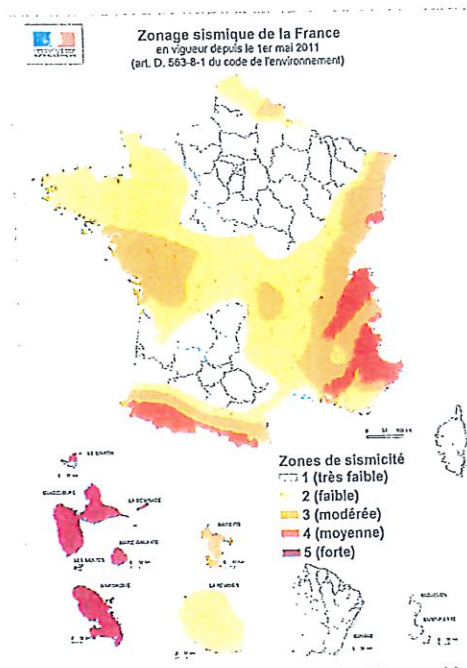 Zonage sismique de la France
en vigueur depuis le 1er mai 2011
(art. D. 563-8-1 du code de l'environnement)
Zones de sismicité
1 (très faible)
2 (faible)
3 (modérée)
4 (moyenne)
5 (forte)
GUADELOUPE
MARIE-GALANTE
LES SAINTES
MARTINIQUE
MAYOTTE
LA REUNION
GUYANE